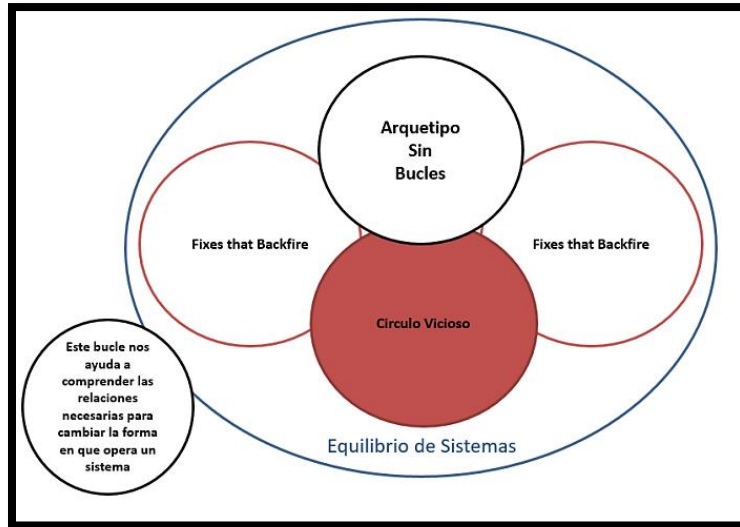 Arquetipo
Sin
Bucles
Fixes that Backfire
Fixes that Backfire
Circulo Vicioso
Este bucle nos
ayuda a
comprender las
relaciones
necesarias para
cambiar la forma
en que opera un
sistema
Equilibrio de Sistemas